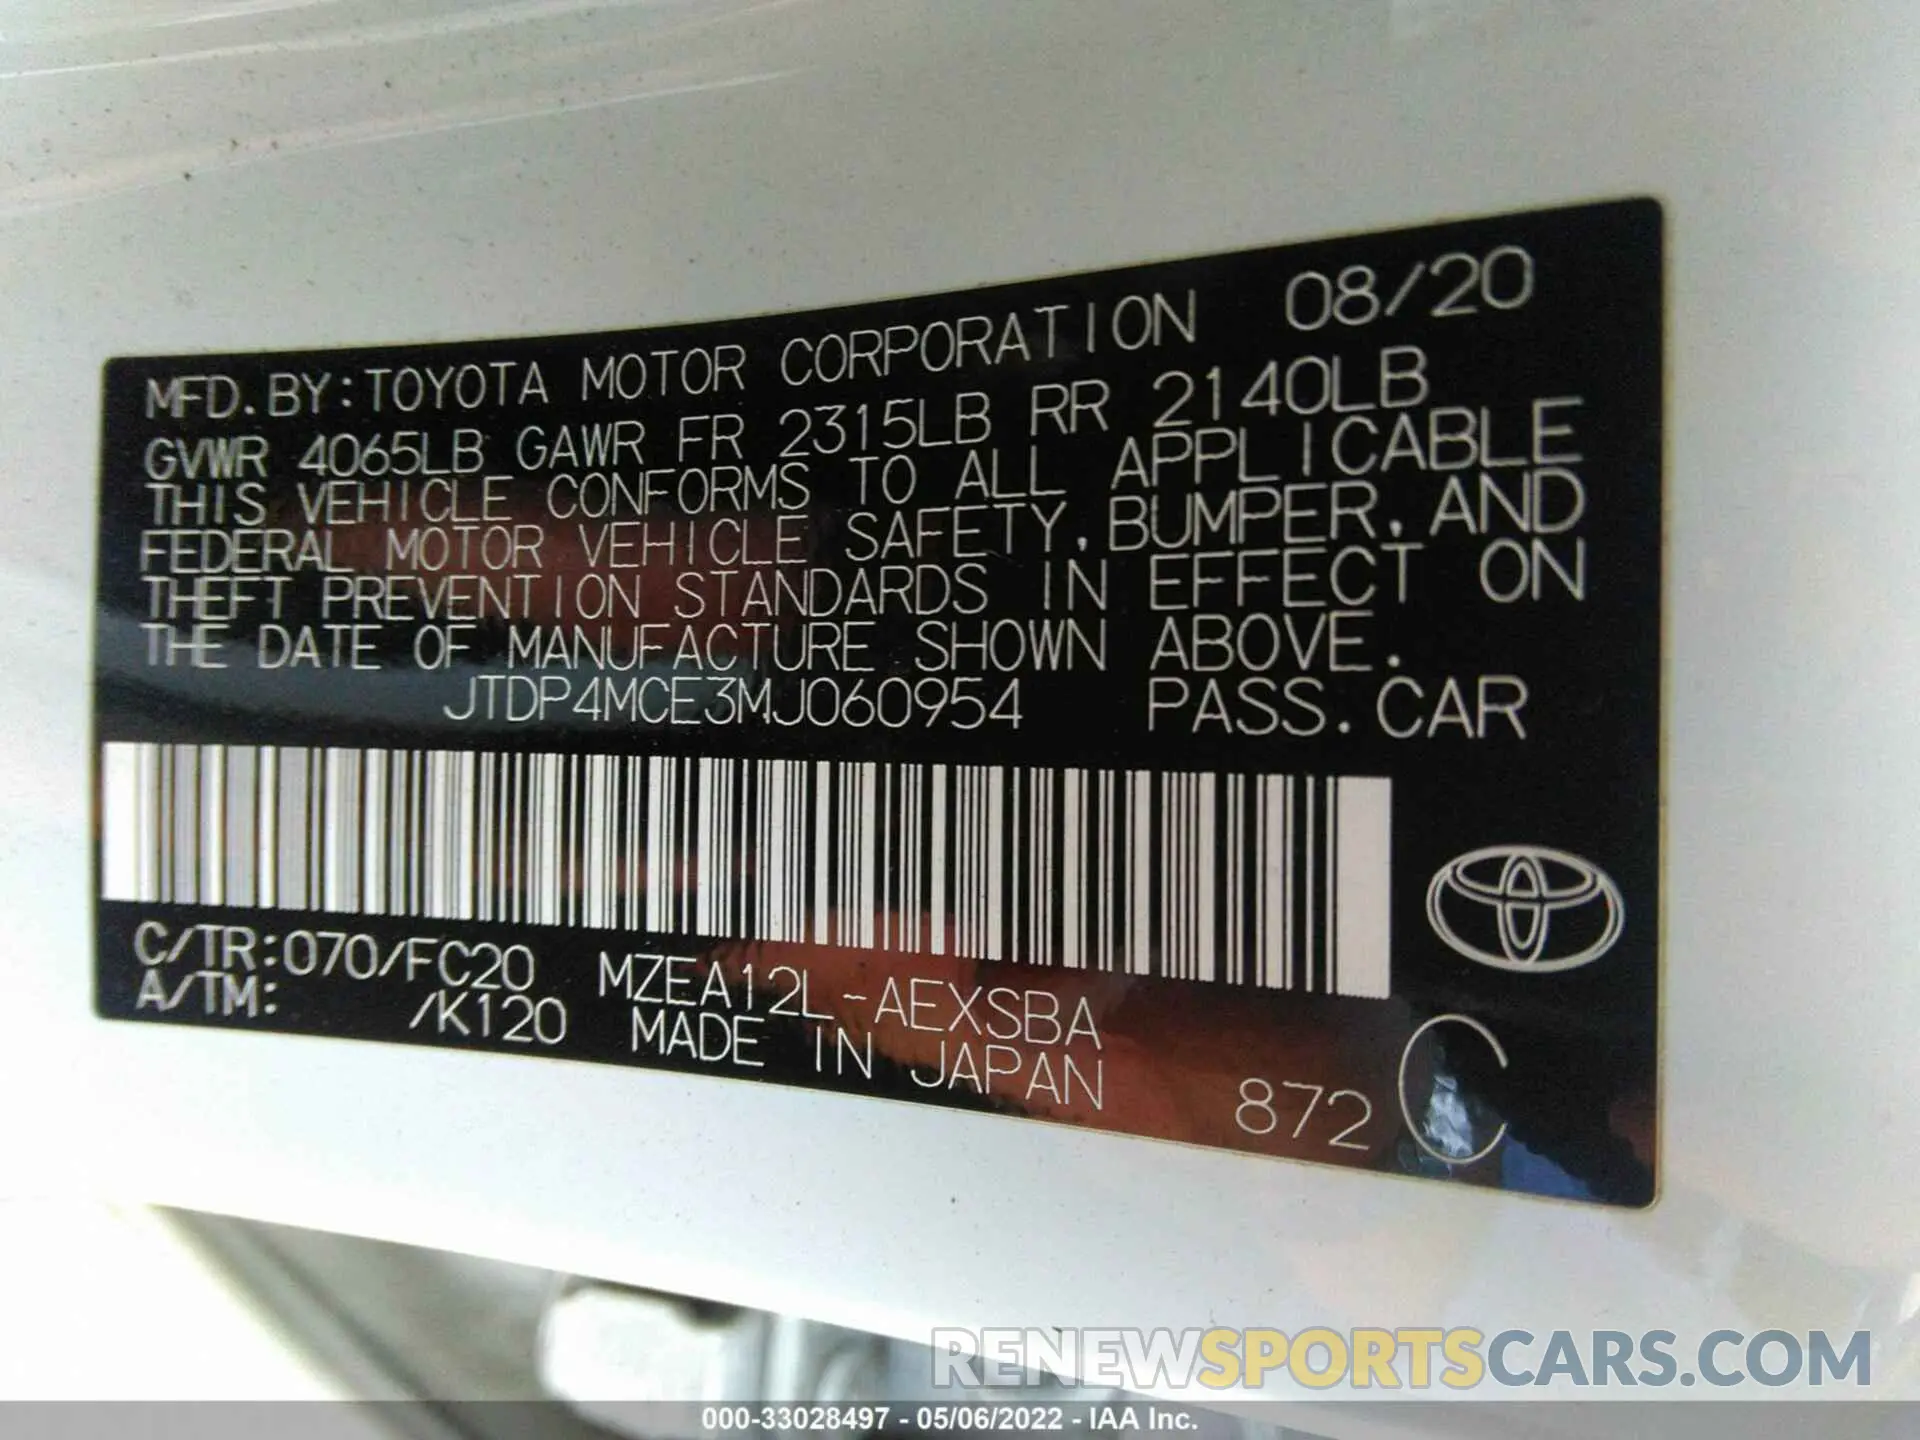 MFD.BY:TOYOTA MOTOR CORPORATION 08/20
GVWR 4065LB GAWR FR 2315LB RR 2140LB
THIS VEHICLE CONFORMS TO ALL APPLICABLE
FEDERAL MOTOR VEHICLE SAFETY, BUMPER, AND
THEFT PREVENTION STANDARDS IN EFFECT ON
THE DATE OF MANUFACTURE SHOWN ABOVE.
JTDP4MCE3MJ060954 PASS.CAR
C/TR:070/FC20 MZEA12L-AEXSBA
A/TM: /K120 MADE IN JAPAN
872 C
RENEWSPORTSCARS.COM
000-33028497 - 05/06/2022 - IAA Inc.